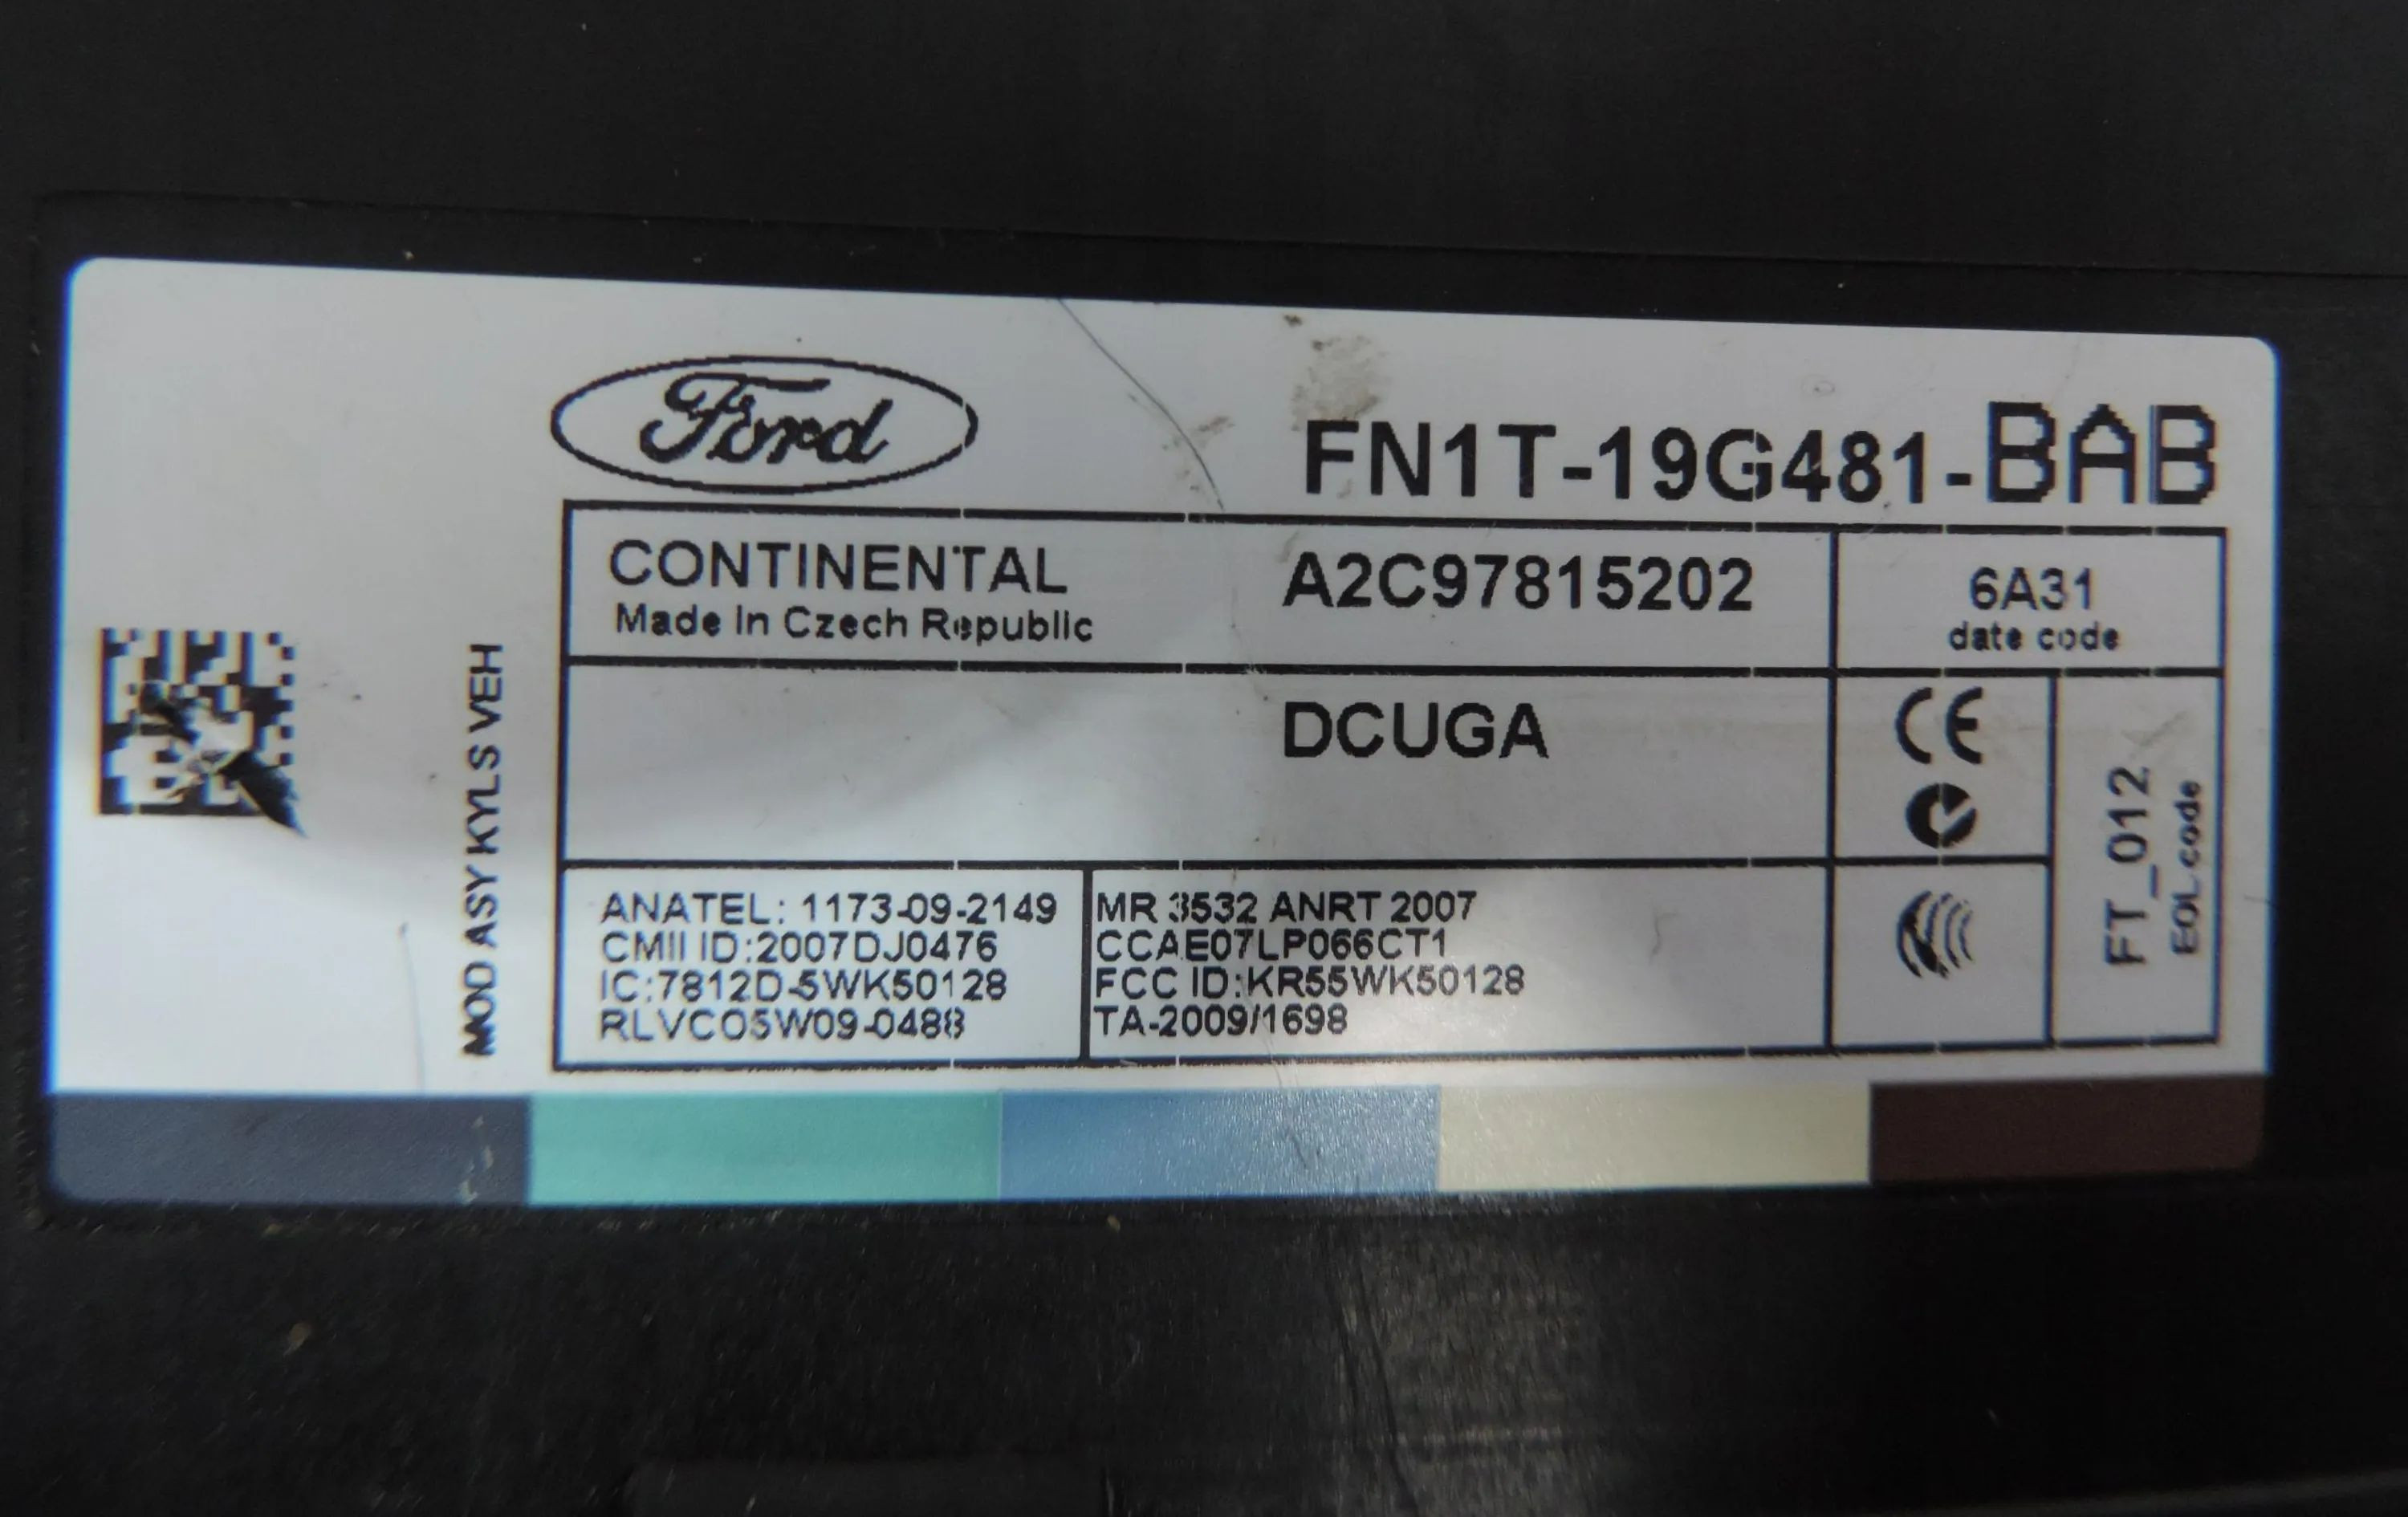 Ford
FN1T-19G481-BAB
CONTINENTAL
Made In Czech Republic
A2C97815202
6A31
date code
DCUGA
CE
FT_012
EOL code
MOD ASY KYLS VEH
ANATEL: 1173-09-2149
CMII ID:2007DJ0476
IC:7812D-5WK50128
RLVCO5W09-0488
MR 3532 ANRT 2007
CCAE07LP066CT1
FCC ID:KR55WK50128
TA-2009/1698